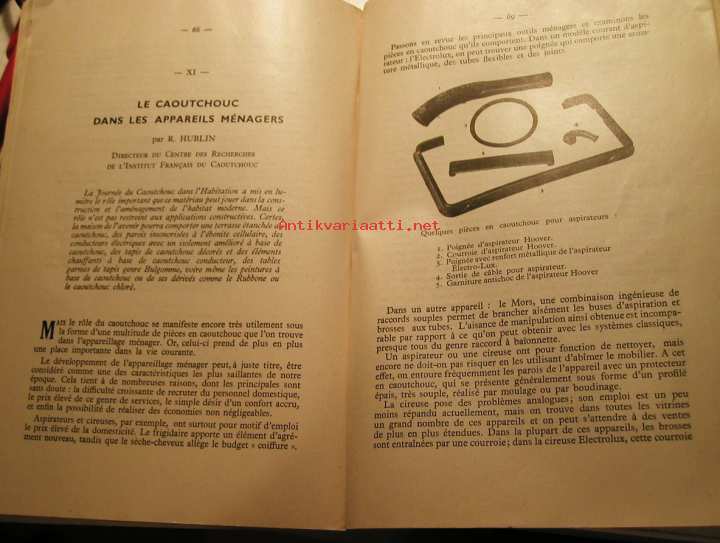 — 68 —
— XI —
LE CAOUTCHOUC
DANS LES APPAREILS MÉNAGERS
par R. HUBLIN
DIRECTEUR DU CENTRE DES RECHERCHES
DE L'INSTITUT FRANÇAIS DU CAOUTCHOUC
La Journée du Caoutchouc dans l'Habitation a mis en lu-
mière le rôle important que ce matériau peut jouer dans la cons-
truction et l'aménagement de l'habitat moderne. Mais ce
rôle n'est pas restreint aux applications constructives. Certes,
la maison de l'avenir pourra comporter une terrasse étanche de
caoutchouc, des parois insonorisées à l'ébonite cellulaire, des
conducteurs électriques avec un isolement amélioré à base de
caoutchouc, des tapis de caoutchouc décorés et des éléments
chauffants à base de caoutchouc conducteur, des tables
garnies de tapis genre Bulgomme, voire même les peintures à
base de caoutchouc ou de ses dérivés comme le Rubbone ou
le caoutchouc chloré.
MAIS le rôle du caoutchouc se manifeste encore très utilement sous
la forme d'une multitude de pièces en caoutchouc que l'on trouve
dans l'appareillage ménager. Or, celui-ci prend de plus en plus
une place importante dans la vie courante.
Le développement de l'appareillage ménager peut, à juste titre, être
considéré comme une des caractéristiques les plus saillantes de notre
époque. Cela tient à de nombreuses raisons, dont les principales sont
sans doute : la difficulté croissante de recruter du personnel domestique,
le prix élevé de ce genre de services, le simple désir d'un confort accru,
et enfin la possibilité de réaliser des économies non négligeables.
Aspirateurs et cireuses, par exemple, ont surtout pour motif d'emploi
le prix élevé de la domesticité. Le frigidaire apporte un élément d'agré-
ment nouveau, tandis que le sèche-cheveux allège le budget « coiffure ».
— 69 —
Passons en revue les principaux outils ménagers et examinons les
pièces en caoutchouc qu'ils comportent. Dans un modèle courant d'aspi-
rateur : l'Electrolux, on peut trouver une poignée qui comporte une arma-
ture métallique, des tubes flexibles et des joints.
Quelques pièces en caoutchouc pour aspirateurs :
1. Poignée d'aspirateur Hoover.
2. Courroie d'aspirateur Hoover.
3. Poignée avec renfort métallique de l'aspirateur
Electro-Lux.
4. Sortie de câble pour aspirateur.
5. Garniture antichoc de l'aspirateur Hoover
Dans un autre appareil : le Mors, une combinaison ingénieuse de
raccords souples permet de brancher aisément les buses d'aspiration et
brosses aux tubes. L'aisance de manipulation ainsi obtenue est incompa-
rable par rapport à ce qu'on peut obtenir avec les systèmes classiques,
presque tous du genre raccord à baïonnette.
Un aspirateur ou une cireuse ont pour fonction de nettoyer, mais
encore ne doit-on pas risquer en les utilisant d'abîmer le mobilier. A cet
effet, on entoure fréquemment les parois de l'appareil avec un protecteur
en caoutchouc, qui se présente généralement sous forme d'un profilé
épais, très souple, réalisé par moulage ou par boudinage.
La cireuse pose des problèmes analogues; son emploi est un peu
moins répandu actuellement, mais on trouve dans toutes les vitrines
un grand nombre de ces appareils et on peut s'attendre à des ventes
de plus en plus étendues. Dans la plupart de ces appareils, les brosses
sont entraînées par une courroie; dans la cireuse Electrolux, cette courroie
Antikvariaatti.net